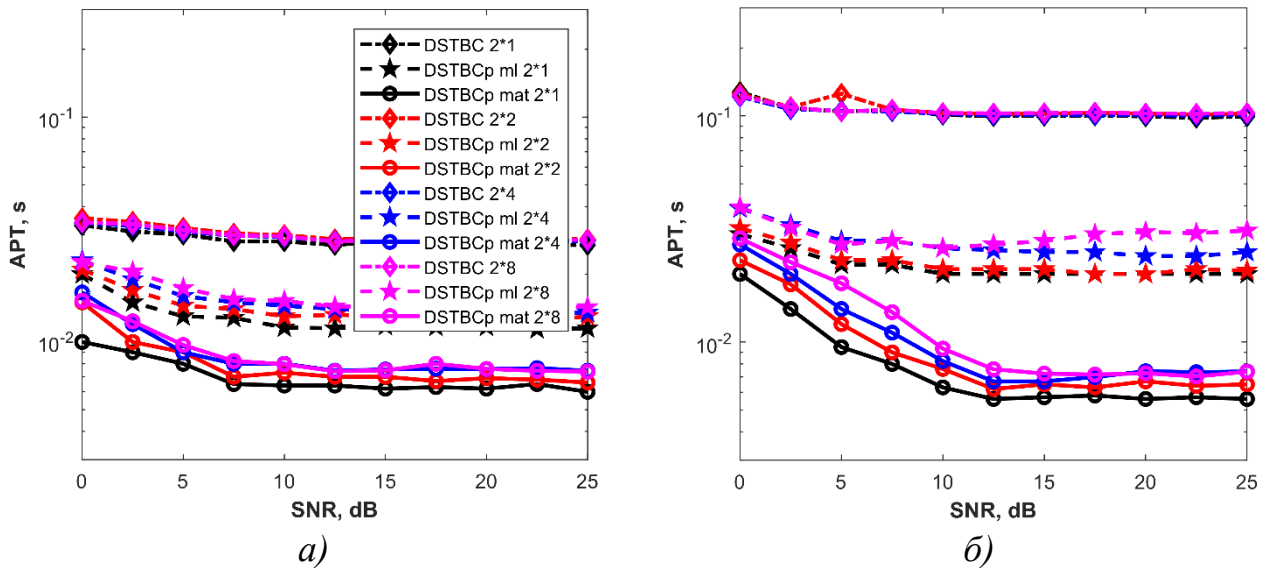 10⁻¹
10⁻²
APT, s
0 5 10 15 20 25
SNR, dB
DSTBC 2*1
DSTBCp ml 2*1
DSTBCp mat 2*1
DSTBC 2*2
DSTBCp ml 2*2
DSTBCp mat 2*2
DSTBC 2*4
DSTBCp ml 2*4
DSTBCp mat 2*4
DSTBC 2*8
DSTBCp ml 2*8
DSTBCp mat 2*8
а)
10⁻¹
10⁻²
APT, s
0 5 10 15 20 25
SNR, dB
б)